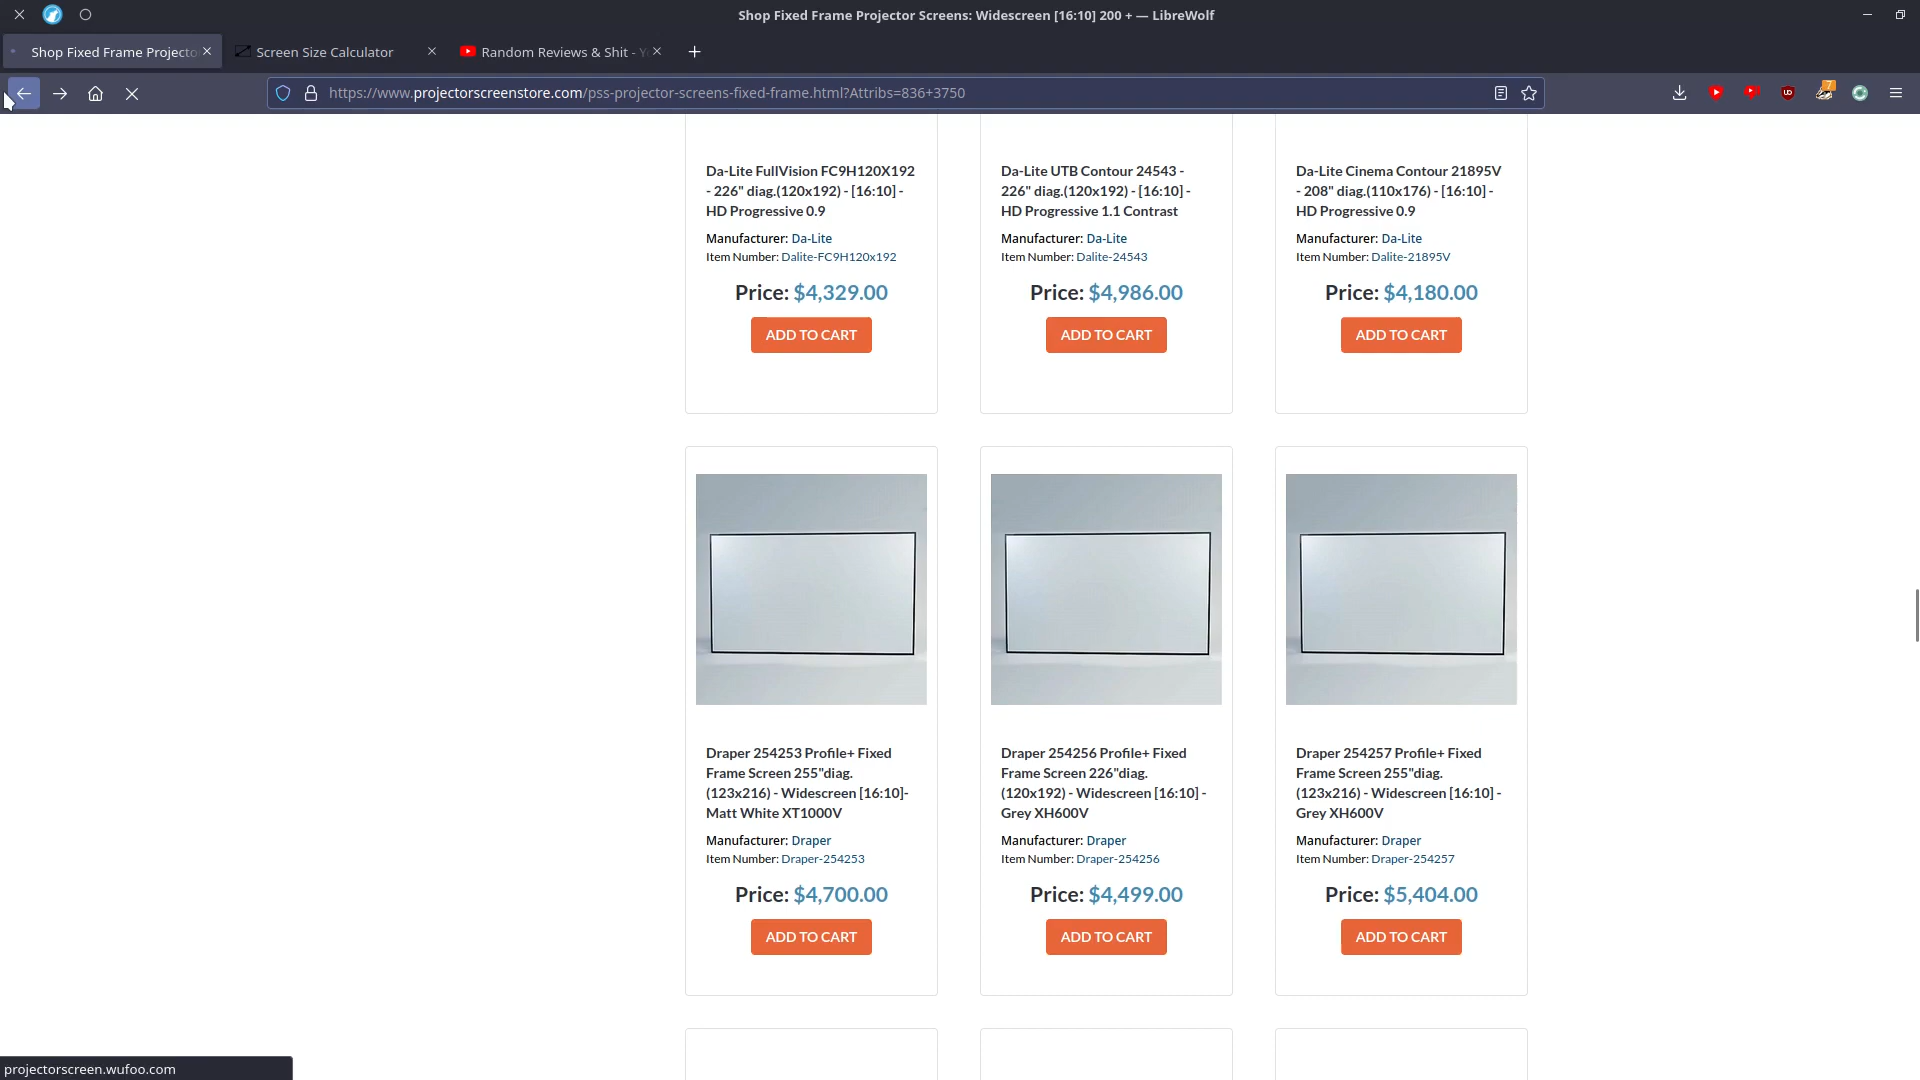 Shop Fixed Frame Projector Screens: Widescreen [16:10] 200 + — LibreWolf
Shop Fixed Frame Projecto
Screen Size Calculator
Random Reviews & Shit - Y
https://www.projectorscreenstore.com/pss-projector-screens-fixed-frame.html?Attribs=836+3750
7
UO
Da-Lite FullVision FC9H120X192
- 226" diag.(120x192) - [16:10] -
HD Progressive 0.9
Manufacturer: Da-Lite
Item Number: Dalite-FC9H120x192
Price: $4,329.00
ADD TO CART
Da-Lite UTB Contour 24543 -
226" diag.(120x192) - [16:10] -
HD Progressive 1.1 Contrast
Manufacturer: Da-Lite
Item Number: Dalite-24543
Price: $4,986.00
ADD TO CART
Da-Lite Cinema Contour 21895V
- 208" diag.(110x176) - [16:10] -
HD Progressive 0.9
Manufacturer: Da-Lite
Item Number: Dalite-21895V
Price: $4,180.00
ADD TO CART
Draper 254253 Profile+ Fixed
Frame Screen 255"diag.
(123x216) - Widescreen [16:10]-
Matt White XT1000V
Manufacturer: Draper
Item Number: Draper-254253
Price: $4,700.00
ADD TO CART
Draper 254256 Profile+ Fixed
Frame Screen 226"diag.
(120x192) - Widescreen [16:10] -
Grey XH600V
Manufacturer: Draper
Item Number: Draper-254256
Price: $4,499.00
ADD TO CART
Draper 254257 Profile+ Fixed
Frame Screen 255"diag.
(123x216) - Widescreen [16:10] -
Grey XH600V
Manufacturer: Draper
Item Number: Draper-254257
Price: $5,404.00
ADD TO CART
projectorscreen.wufoo.com